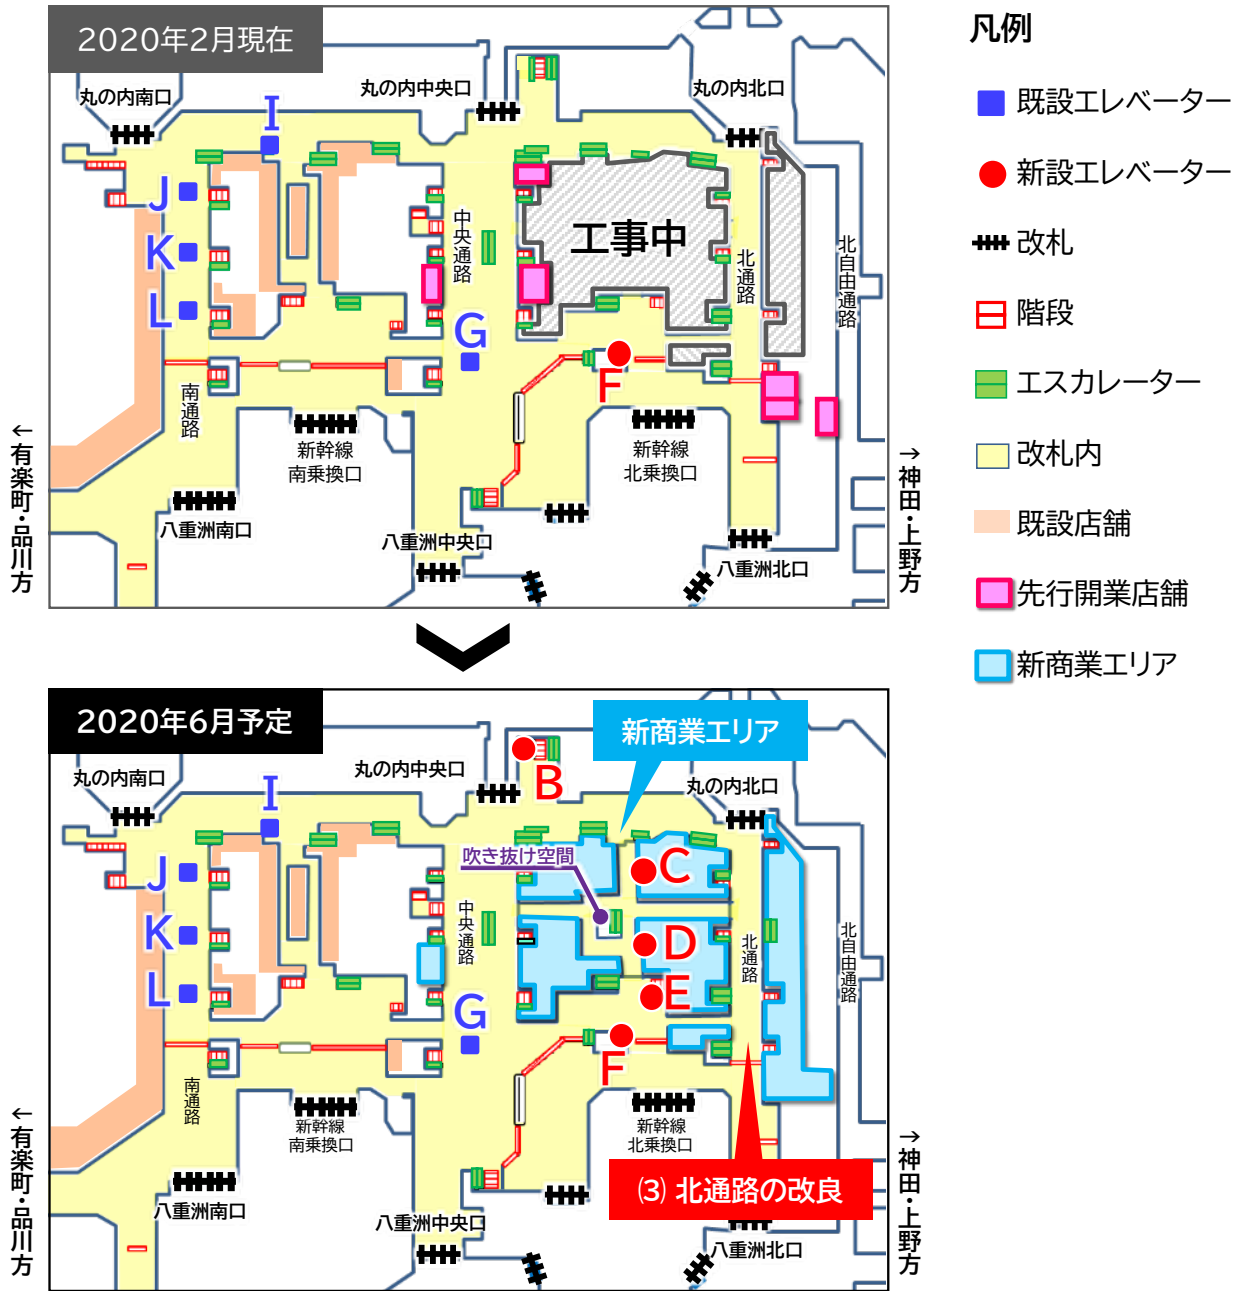 2020年2月現在
丸の内南口
丸の内中央口
丸の内北口
I
J
K
L
G
F
中央通路
工事中
北通路
北自由通路
南通路
新幹線
南乗換口
新幹線
北乗換口
八重洲南口
八重洲中央口
八重洲北口
←有楽町・品川方
→神田・上野方
凡例
既設エレベーター
新設エレベーター
改札
階段
エスカレーター
改札内
既設店舗
先行開業店舗
新商業エリア
2020年6月予定
新商業エリア
丸の内南口
丸の内中央口
丸の内北口
B
I
吹き抜け空間
C
J
K
L
D
E
G
F
中央通路
北通路
北自由通路
南通路
新幹線
南乗換口
新幹線
北乗換口
⑶ 北通路の改良
八重洲南口
八重洲中央口
八重洲北口
←有楽町・品川方
→神田・上野方